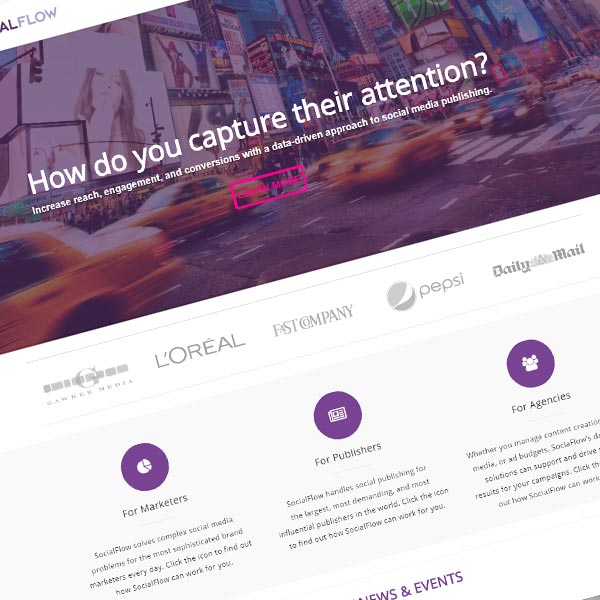 ALFLOW
How do you capture their attention?
Increase reach, engagement, and conversions with a data-driven approach to social media publishing.
LEARN MORE
G
GAWKER MEDIA
L'ORÉAL
FAST COMPANY
pepsi
Daily Mail
For Marketers
SocialFlow solves complex social media
problems for the most sophisticated brand
marketers every day. Click the icon to find out
how SocialFlow can work for you.
For Publishers
SocialFlow handles social publishing for
the largest, most demanding, and most
influential publishers in the world. Click the icon
to find out how SocialFlow can work for you.
For Agencies
Whether you manage content creation
media, or ad budgets, SocialFlow's da
solutions can support and drive
results for your campaigns. Click the
out how SocialFlow can work
NEWS & EVENTS